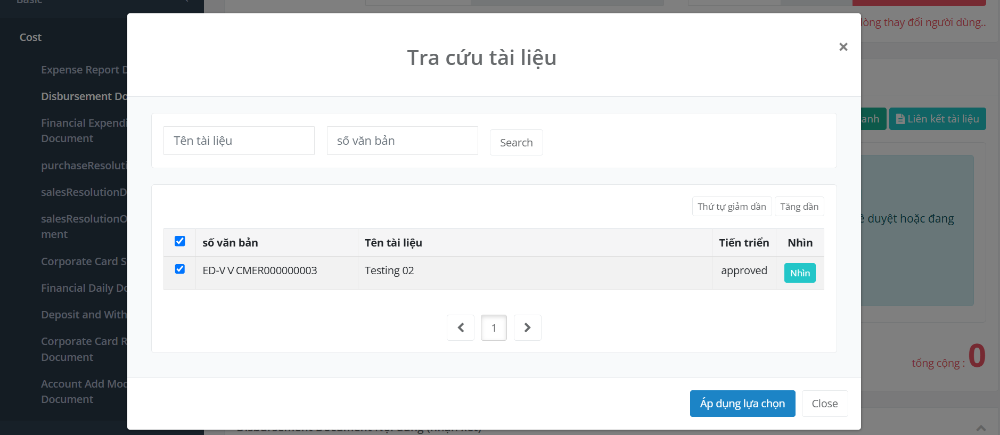 Basic
Cost
Expense Report D
Disbursement Do
Financial Expendi
Document
purchaseResoluti
salesResolutionD
salesResolutionO
ment
Corporate Card S
Financial Daily Do
Deposit and With
Corporate Card R
Document
Account Add Mod
Document
lòng thay đổi người dùng..
anh
Liên kết tài liệu
ê duyệt hoặc đang
tổng cộng : 0
Tra cứu tài liệu
×
Tên tài liệu
số văn bản
Search
Thứ tự giảm dần
Tăng dần
số văn bản
Tên tài liệu
Tiến triển
Nhìn
ED-VVCMER000000003
Testing 02
approved
Nhìn
1
Áp dụng lựa chọn
Close
Disbursement Document Nội dung (nhận xét)